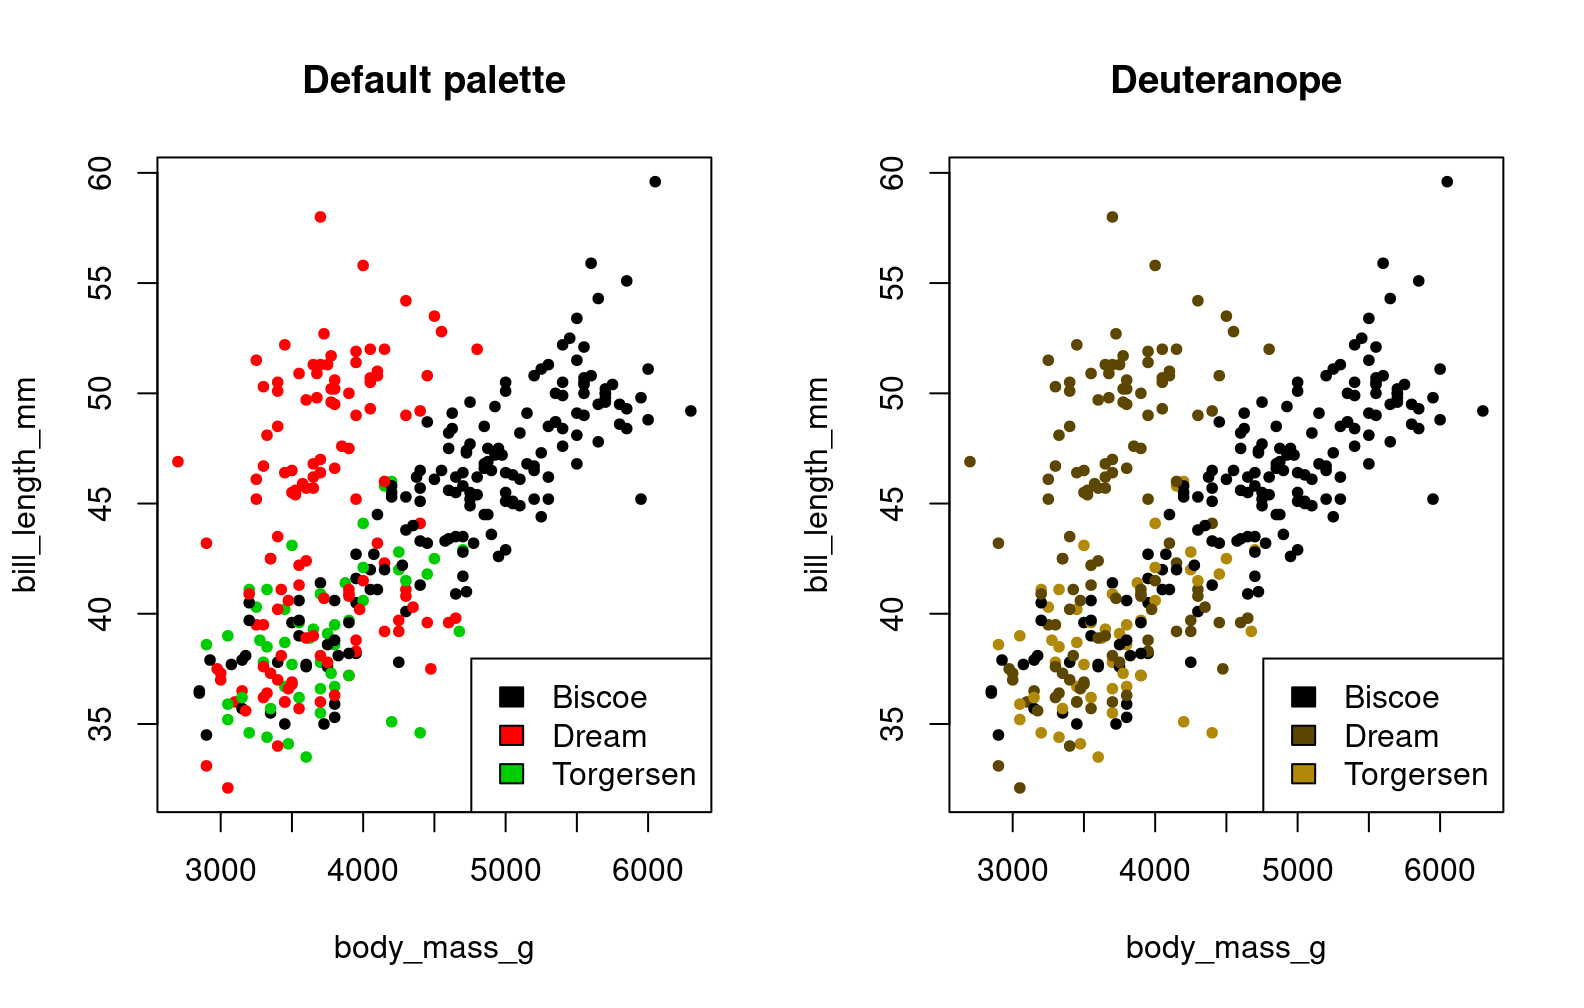 Default palette
bill_length_mm
60
55
50
45
40
35
Biscoe
Dream
Torgersen
3000 4000 5000 6000
body_mass_g
Deuteranope
bill_length_mm
60
55
50
45
40
35
Biscoe
Dream
Torgersen
3000 4000 5000 6000
body_mass_g